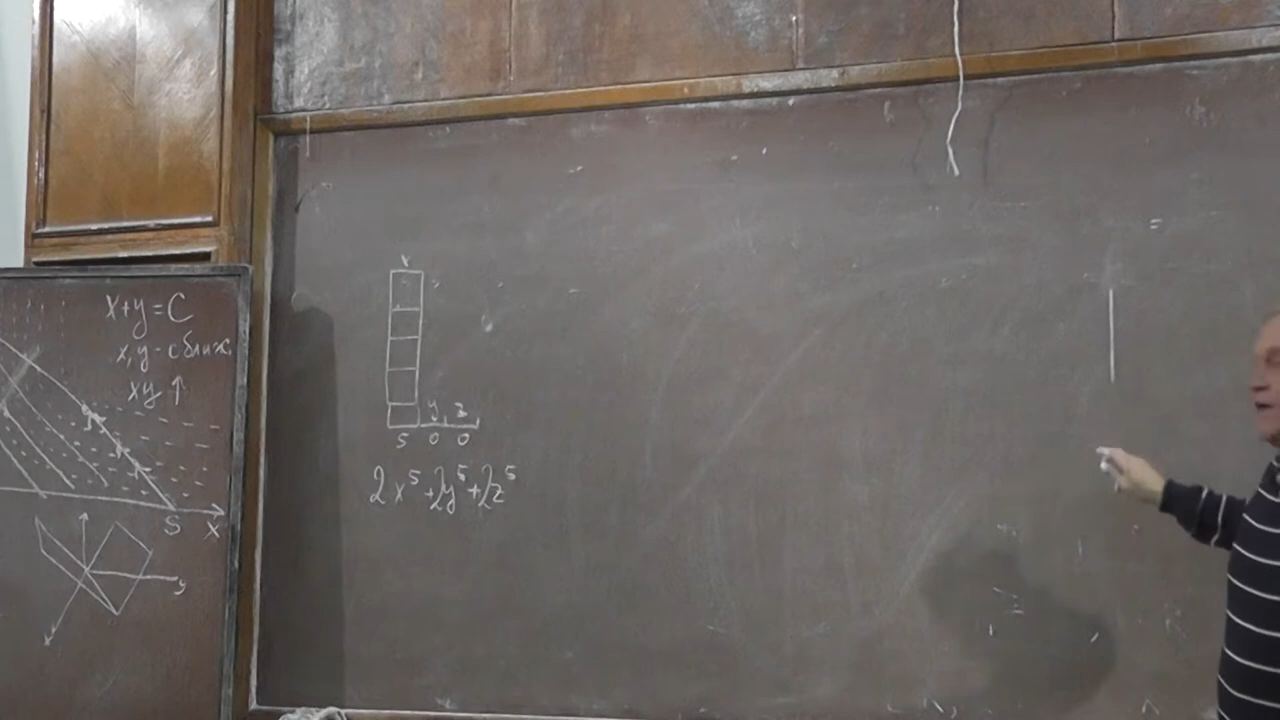 x+y=C
x,y - сближ.
xy ↑
S
x
y
x
y z
5 0 0
2x⁵+2y⁵+2z⁵